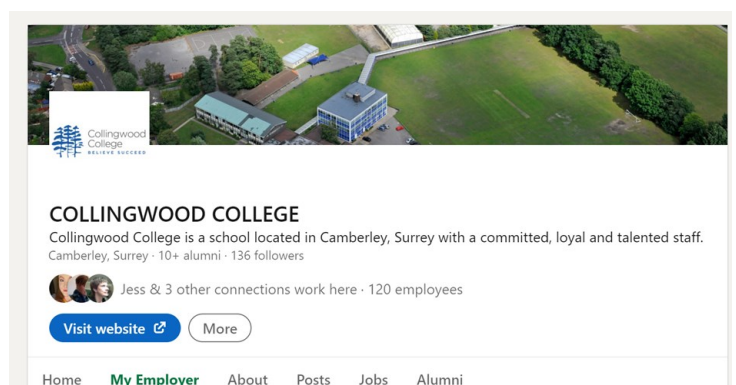 Collingwood
College
BELIEVE SUCCEED
COLLINGWOOD COLLEGE
Collingwood College is a school located in Camberley, Surrey with a committed, loyal and talented staff.
Camberley, Surrey · 10+ alumni · 136 followers
Jess & 3 other connections work here · 120 employees
Visit website More
Home My Employer About Posts Jobs Alumni